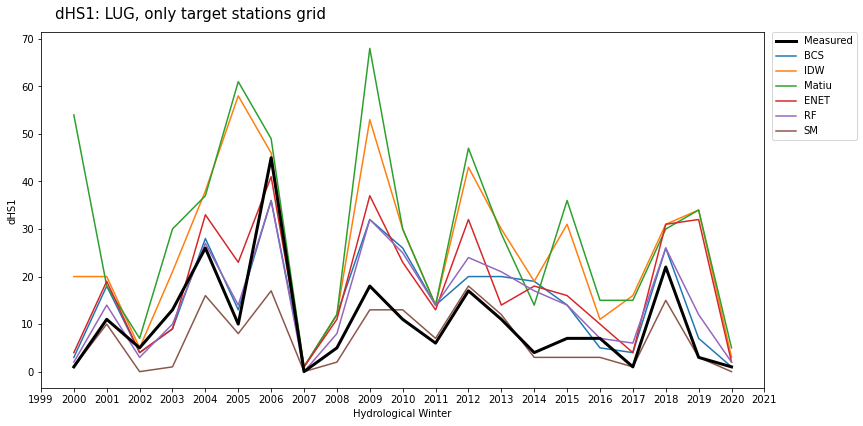 dHS1: LUG, only target stations grid
70
60
50
40
30
20
10
0
dHS1
1999 2000 2001 2002 2003 2004 2005 2006 2007 2008 2009 2010 2011 2012 2013 2014 2015 2016 2017 2018 2019 2020 2021
Hydrological Winter
Measured
BCS
IDW
Matiu
ENET
RF
SM